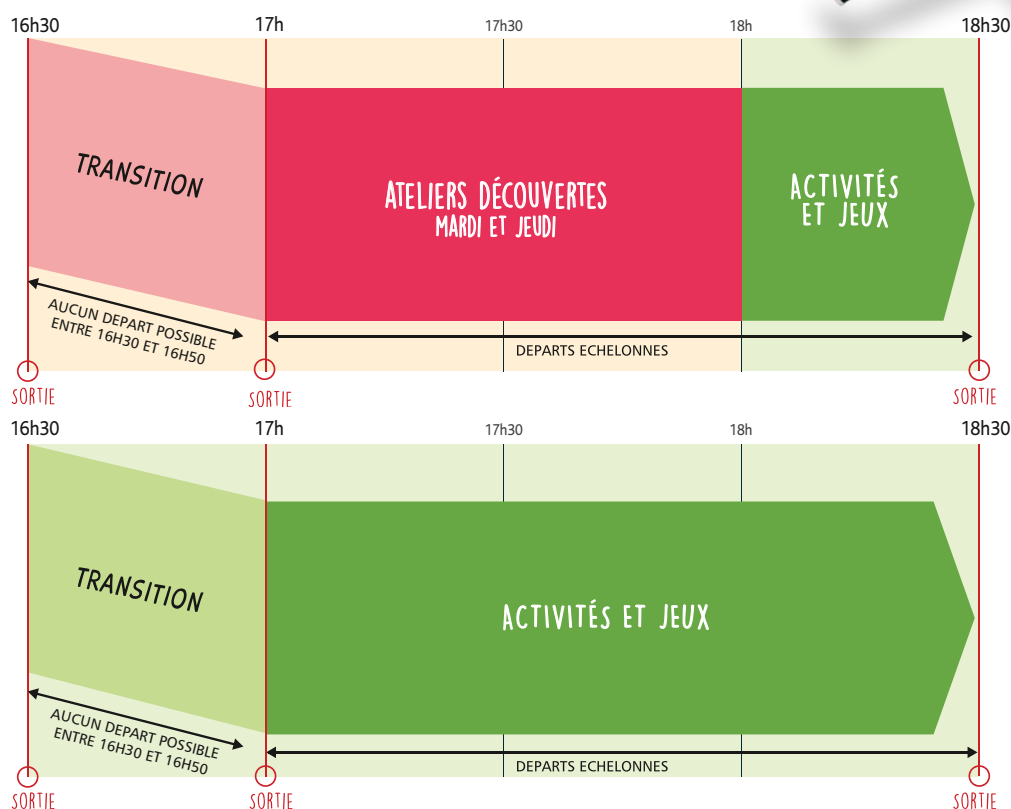 16h30 17h 17h30 18h 18h30
TRANSITION
ATELIERS DÉCOUVERTES
MARDI ET JEUDI
ACTIVITÉS
ET JEUX
AUCUN DEPART POSSIBLE
ENTRE 16H30 ET 16H50
DEPARTS ECHELONNES
SORTIE SORTIE SORTIE
16h30 17h 17h30 18h 18h30
TRANSITION
ACTIVITÉS ET JEUX
AUCUN DEPART POSSIBLE
ENTRE 16H30 ET 16H50
DEPARTS ECHELONNES
SORTIE SORTIE SORTIE